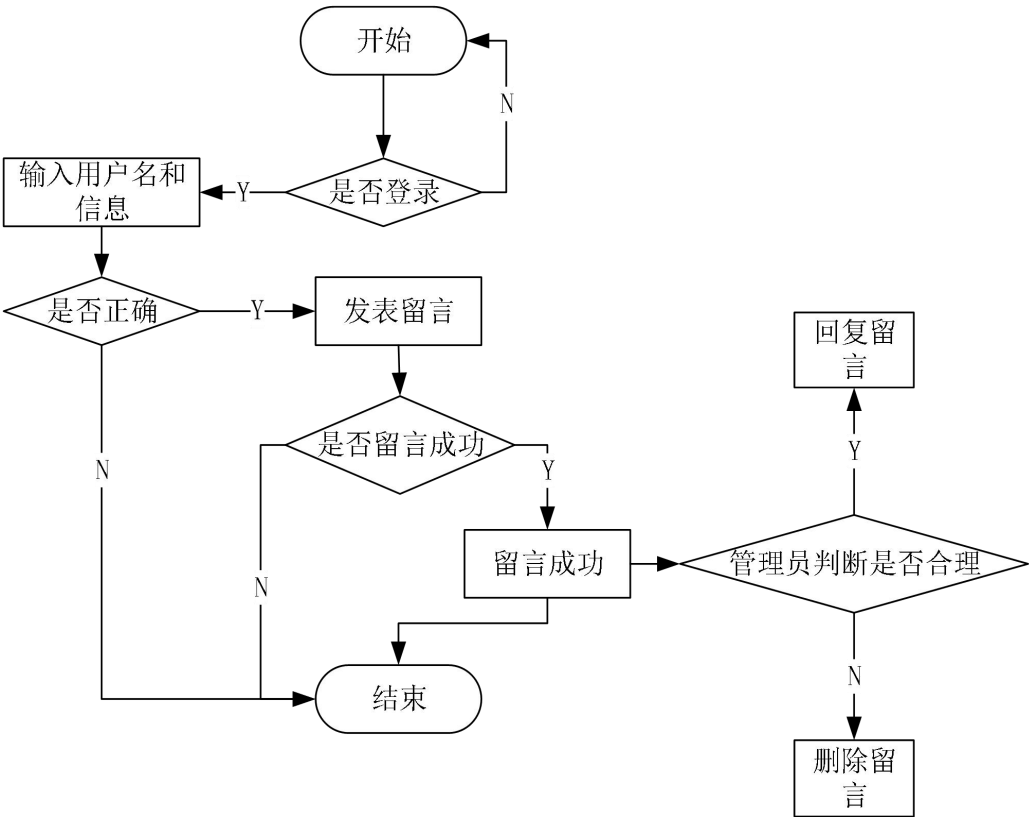 开始
N
输入用户名和
信息
Y
是否登录
是否正确
Y
发表留言
回复留
言
N
是否留言成功
Y
Y
留言成功
管理员判断是否合理
N
N
结束
删除留
言